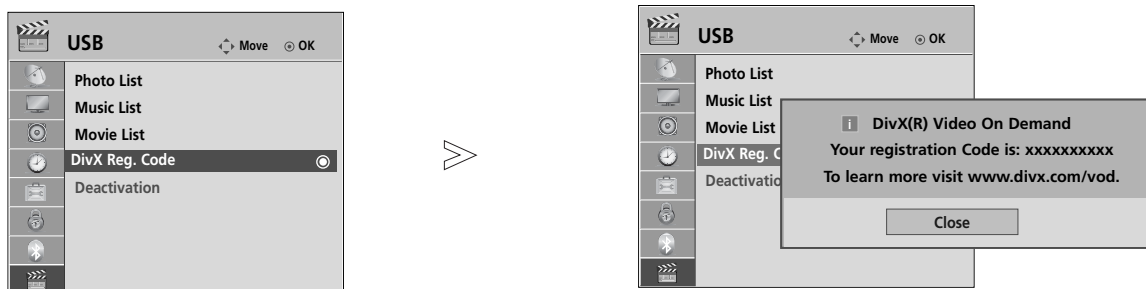 USB
Move
OK
Photo List
Music List
Movie List
DivX Reg. Code
Deactivation
USB
Move
OK
Photo List
Music List
Movie List
DivX Reg. C
Deactivatio
i DivX(R) Video On Demand
Your registration Code is: xxxxxxxxxx
To learn more visit www.divx.com/vod.
Close